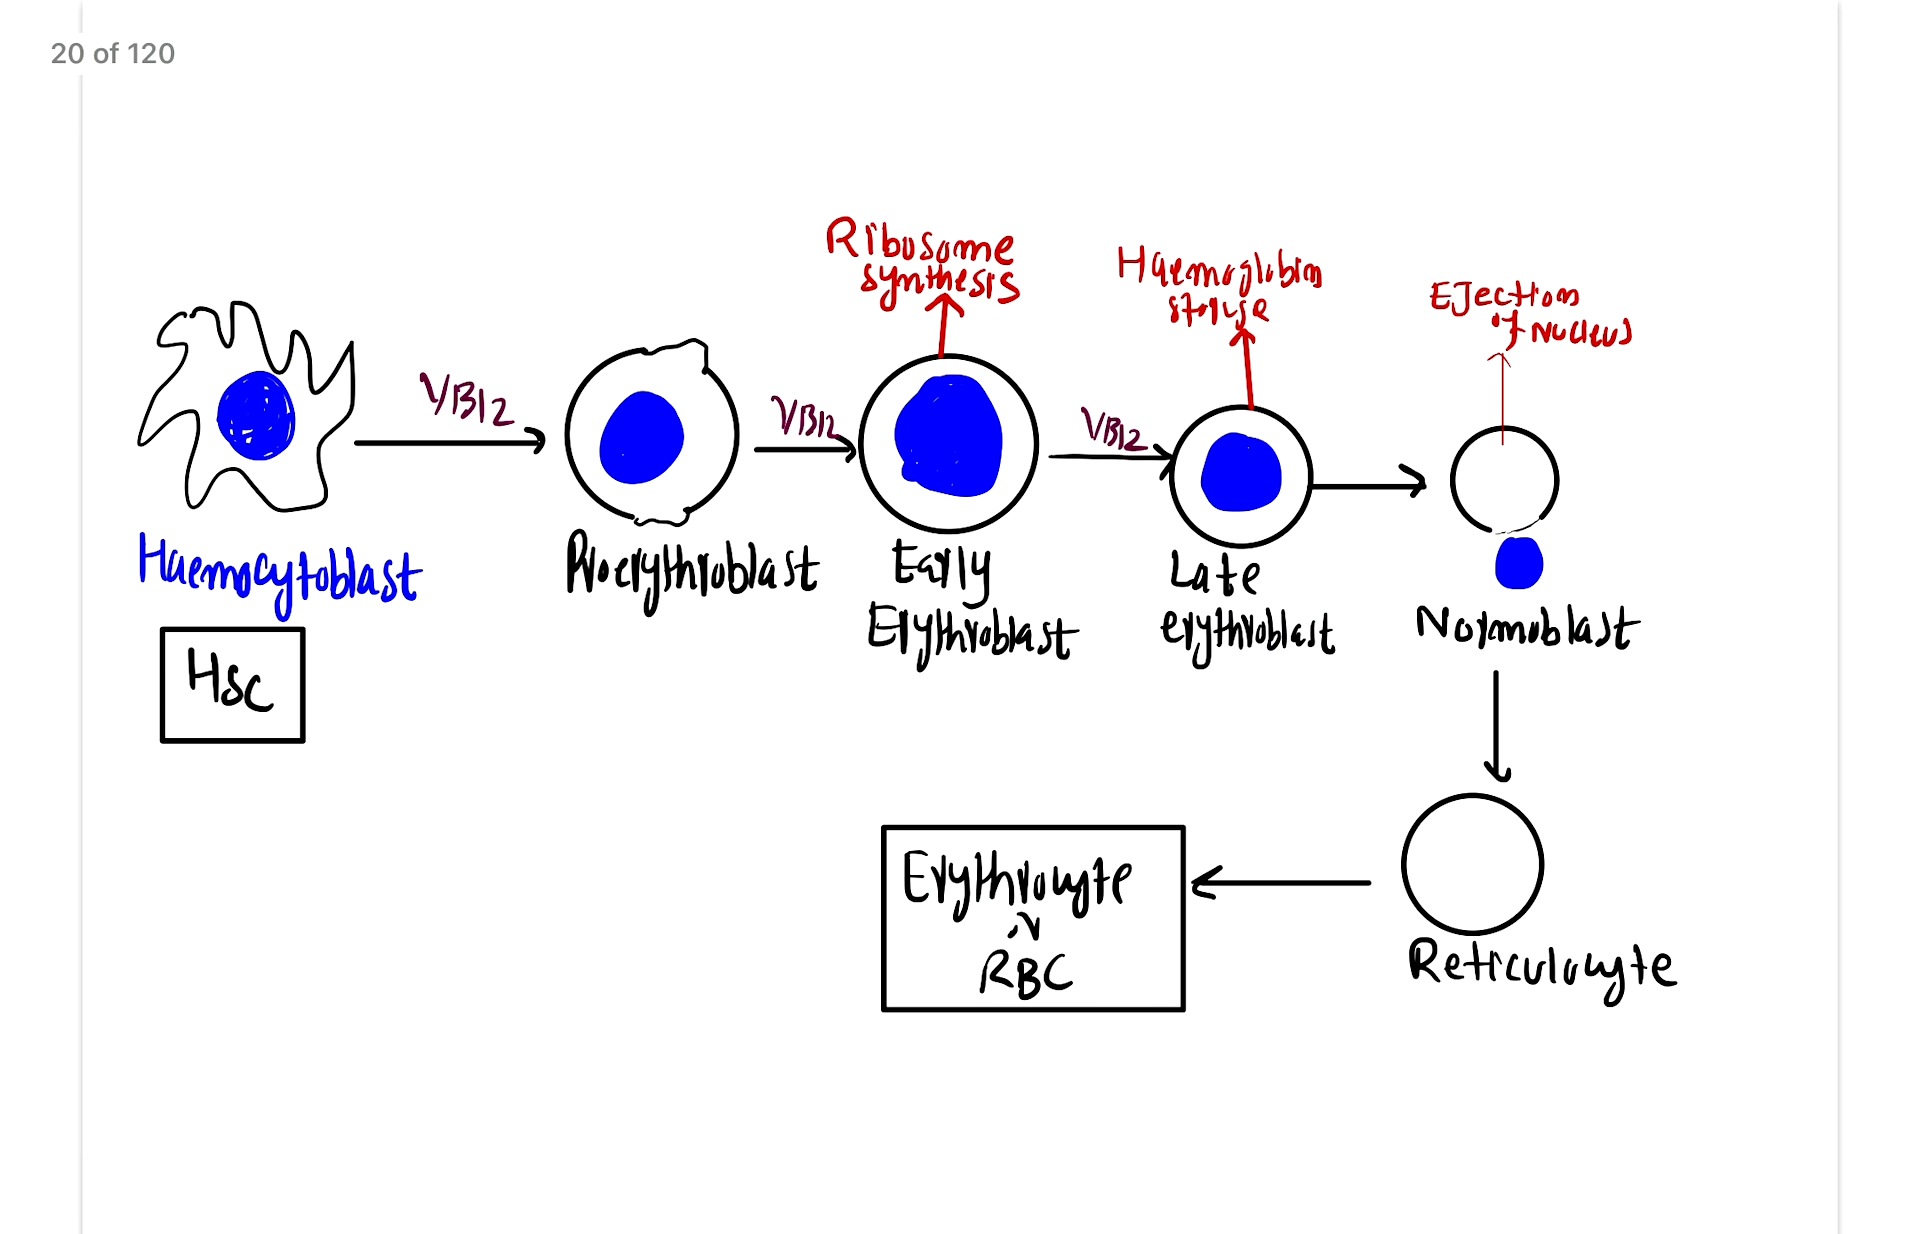 20 of 120
Ribosome
synthesis
Haemoglobin
storage
Ejection
of Nucleus
VB12
VB12
VB12
Haemocytoblast
Proerythroblast
Early
Erythroblast
Late
erythroblast
Normoblast
HSC
Erythrocyte
or
RBC
Reticulocyte